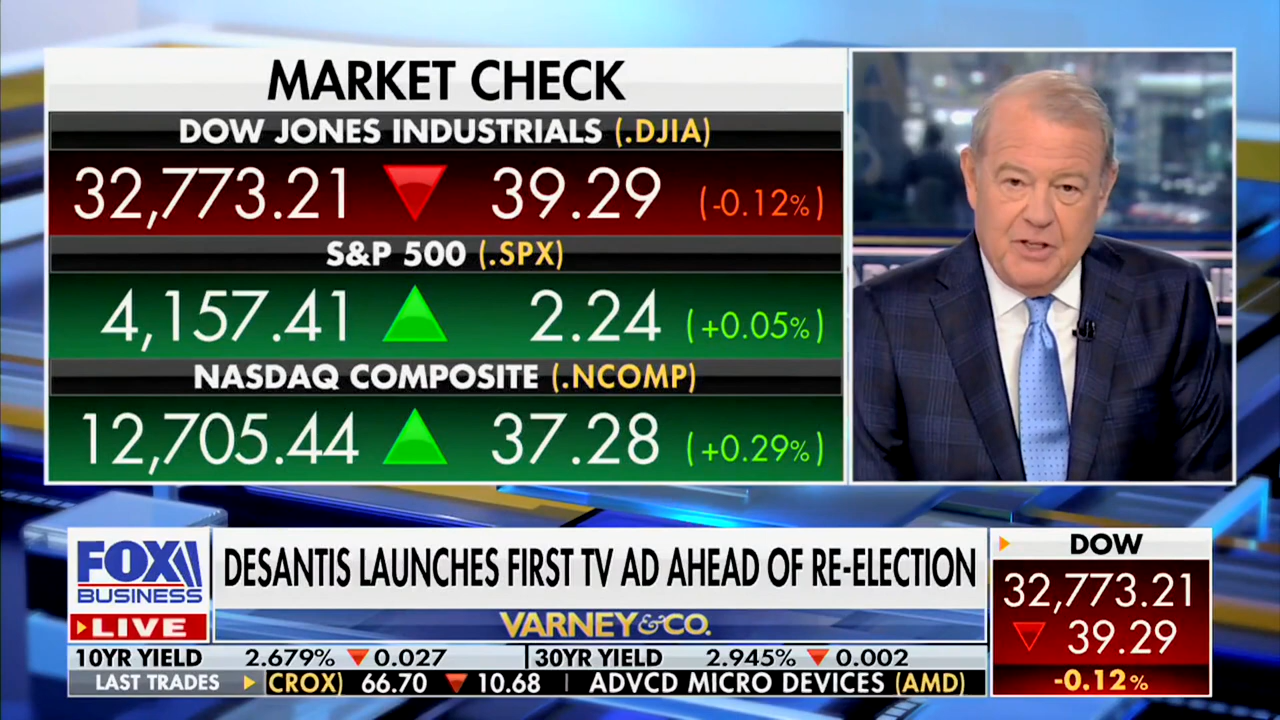 MARKET CHECK
DOW JONES INDUSTRIALS (.DJIA)
32,773.21 39.29 (-0.12%)
S&P 500 (.SPX)
4,157.41 2.24 (+0.05%)
NASDAQ COMPOSITE (.NCOMP)
12,705.44 37.28 (+0.29%)
FOX
BUSINESS
LIVE
DESANTIS LAUNCHES FIRST TV AD AHEAD OF RE-ELECTION
VARNEY & CO.
DOW
32,773.21
39.29
-0.12%
10YR YIELD 2.679% 0.027 30YR YIELD 2.945% 0.002
LAST TRADES CROX) 66.70 10.68 ADVCD MICRO DEVICES (AMD)